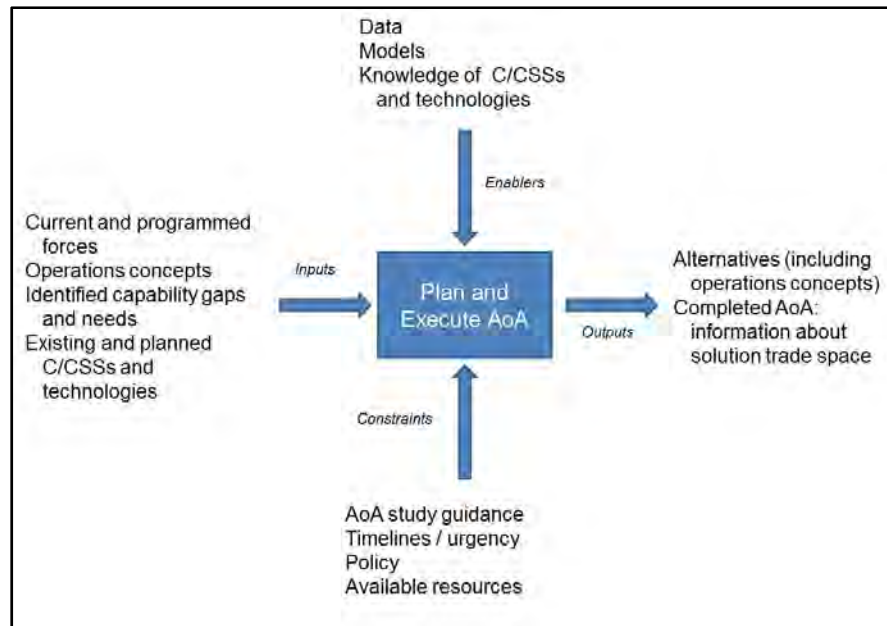 Data
Models
Knowledge of C/CSSs
and technologies
Enablers
Current and programmed
forces
Operations concepts
Identified capability gaps
and needs
Existing and planned
C/CSSs and
technologies
Inputs
Plan and
Execute AoA
Outputs
Alternatives (including
operations concepts)
Completed AoA:
information about
solution trade space
Constraints
AoA study guidance
Timelines / urgency
Policy
Available resources